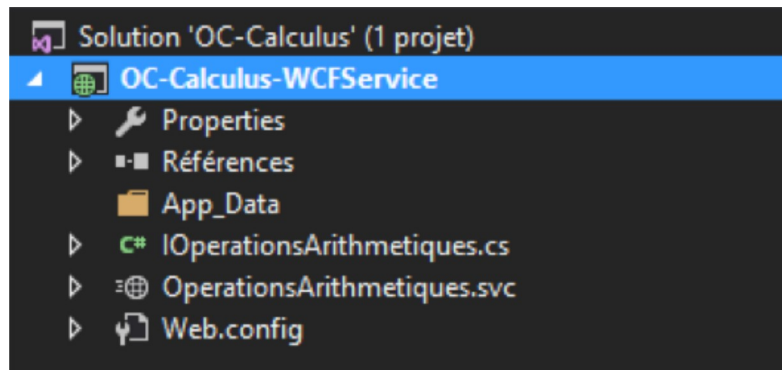 Solution 'OC-Calculus' (1 projet)
OC-Calculus-WCFService
Properties
Références
App_Data
C# IOperationsArithmetiques.cs
OperationsArithmetiques.svc
Web.config